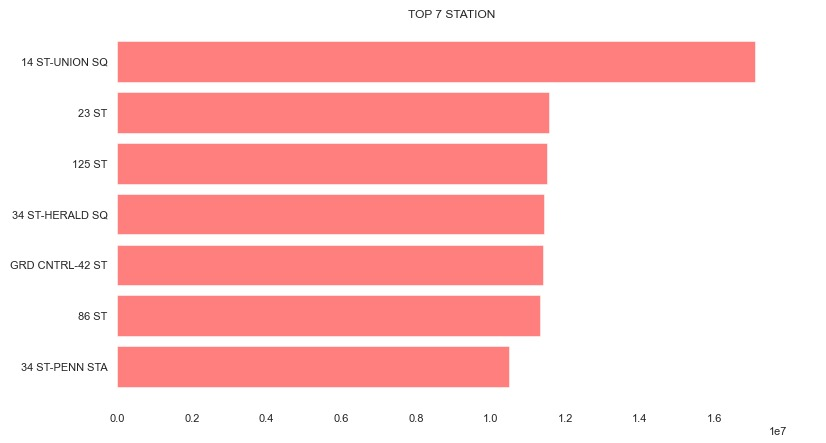 TOP 7 STATION
14 ST-UNION SQ
23 ST
125 ST
34 ST-HERALD SQ
GRD CNTRL-42 ST
86 ST
34 ST-PENN STA
0.0 0.2 0.4 0.6 0.8 1.0 1.2 1.4 1.6
1e7